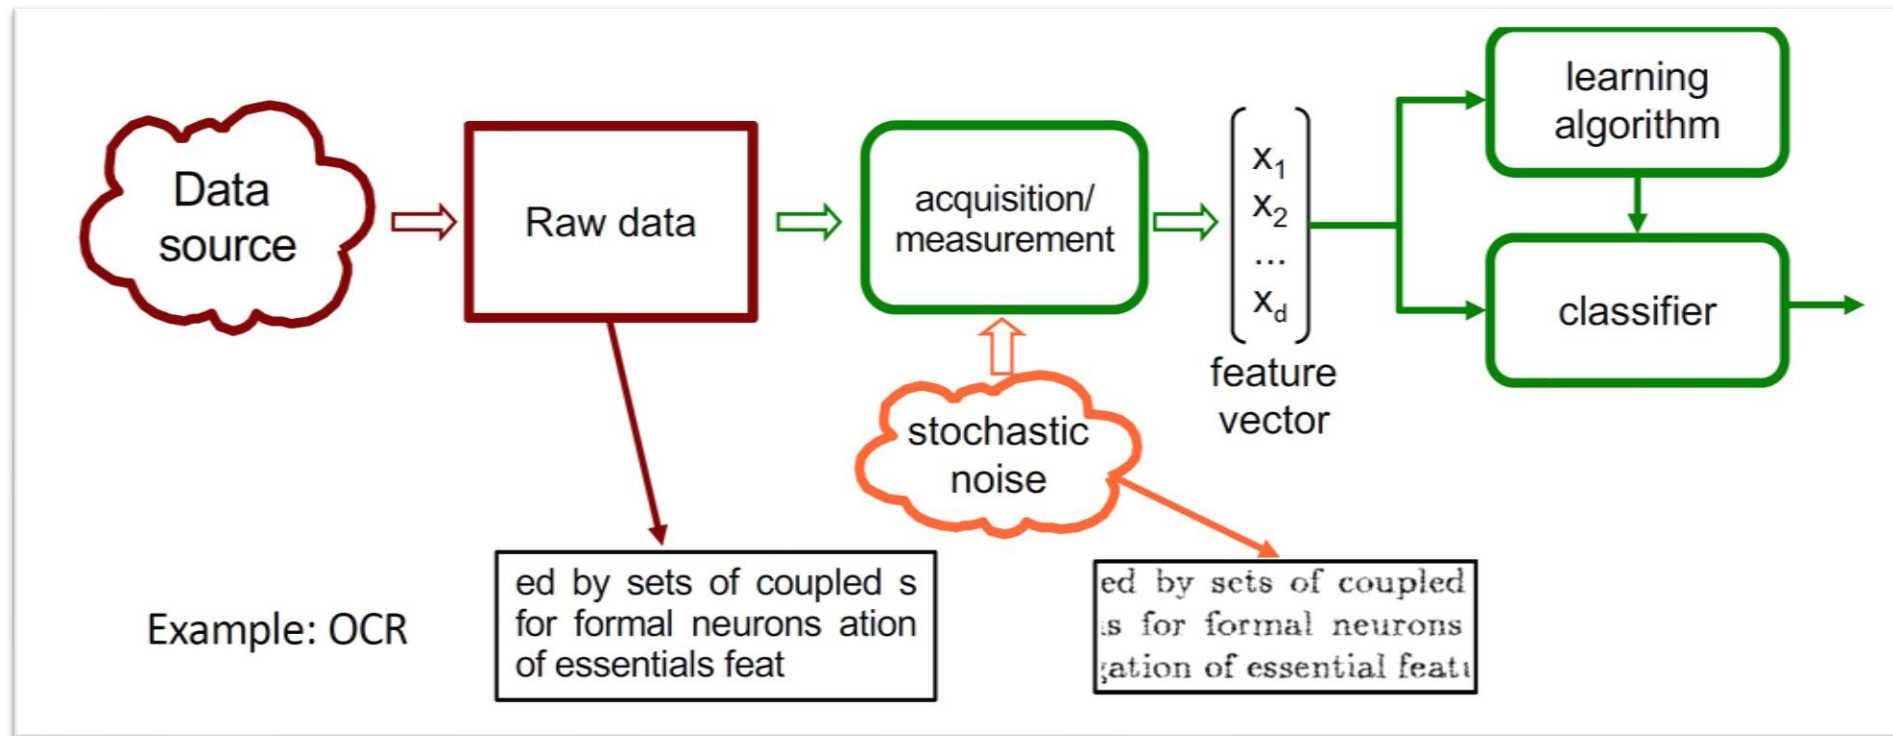 Data
source
Raw data
acquisition/
measurement
x1
x2
...
xd
feature
vector
learning
algorithm
classifier
stochastic
noise
Example: OCR
ed by sets of coupled s
for formal neurons ation
of essentials feat
ed by sets of coupled
s for formal neurons
gation of essential featu